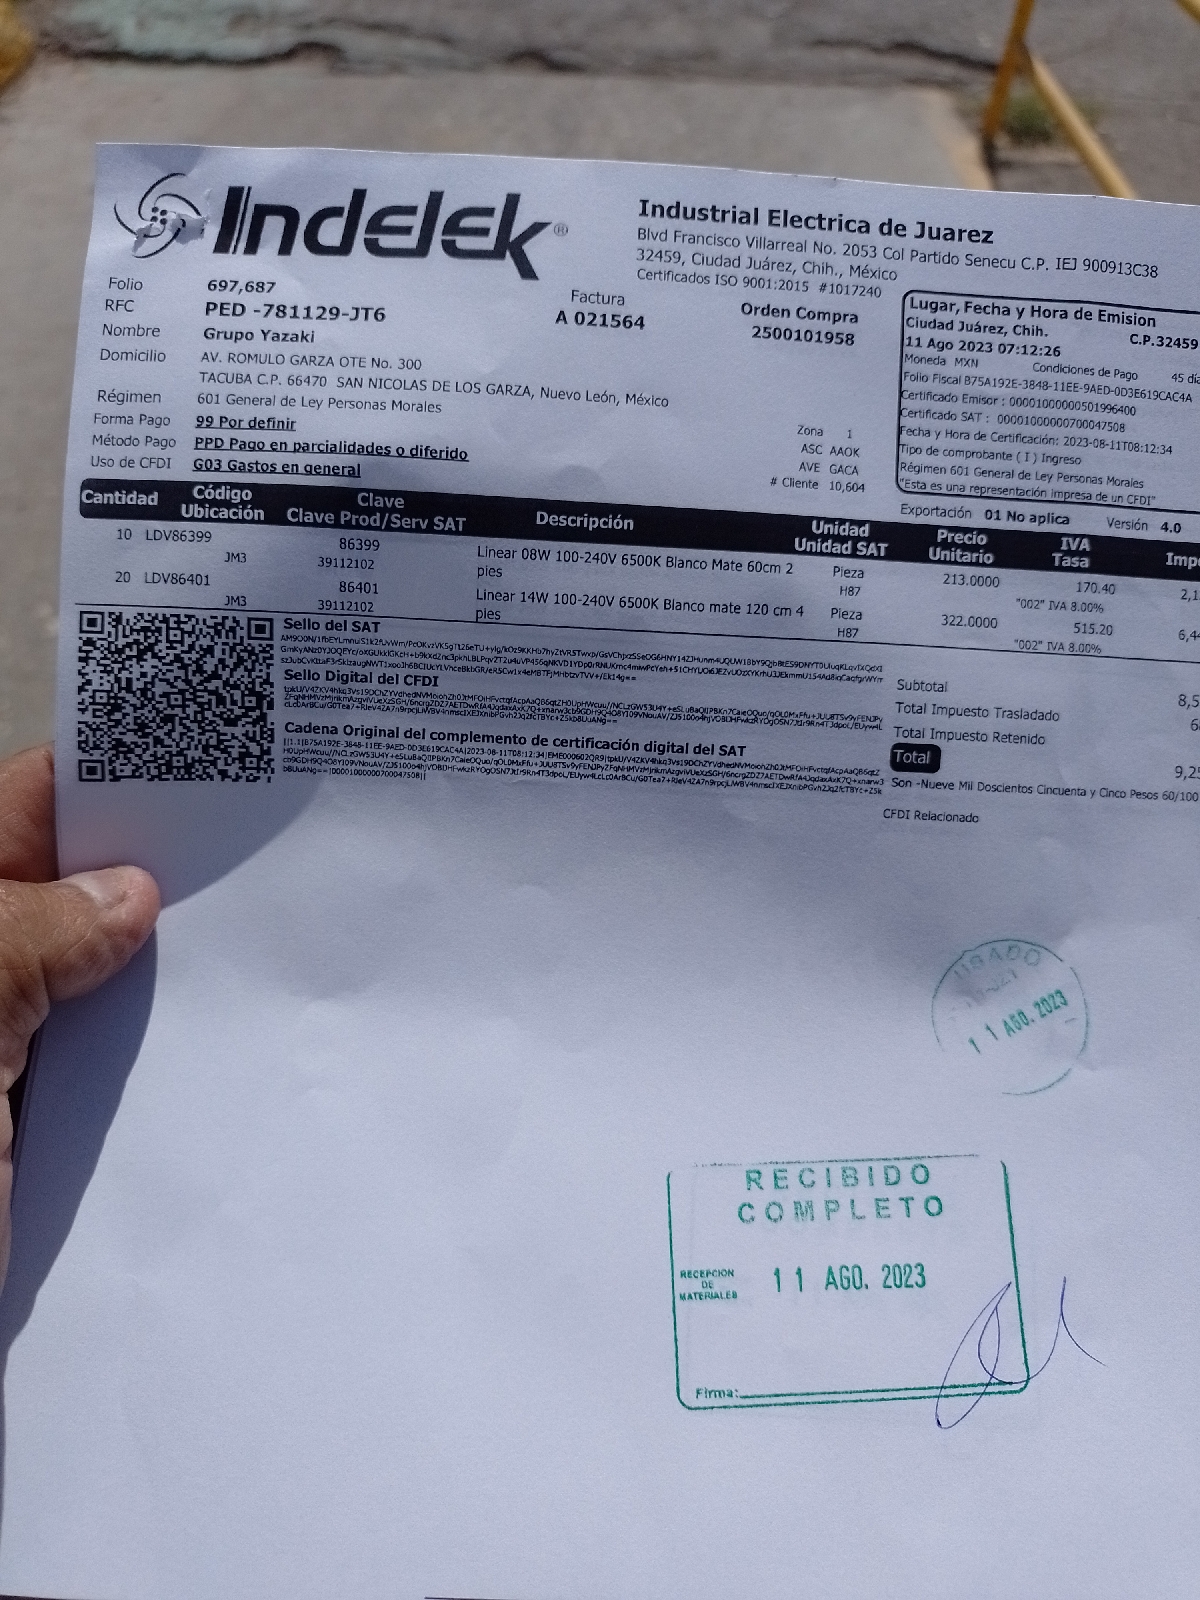 Indelek®
Industrial Electrica de Juarez
Blvd Francisco Villarreal No. 2053 Col Partido Senecu C.P. IEJ 900913C38
32459, Ciudad Juárez, Chih., México
Certificados ISO 9001:2015 #1017240
Folio 697,687
RFC PED -781129-JT6
Nombre Grupo Yazaki
Domicilio AV. ROMULO GARZA OTE No. 300
TACUBA C.P. 66470 SAN NICOLAS DE LOS GARZA, Nuevo León, México
Régimen 601 General de Ley Personas Morales
Forma Pago 99 Por definir
Método Pago PPD Pago en parcialidades o diferido
Uso de CFDI G03 Gastos en general
Factura
A 021564
Orden Compra
2500101958
Lugar, Fecha y Hora de Emision
Ciudad Juárez, Chih. C.P.32459
11 Ago 2023 07:12:26
Moneda MXN Condiciones de Pago 45
Folio Fiscal B75A192E-3848-11EE-9AED-0D3E619CAC4A
Certificado Emisor : 00001000000501996400
Certificado SAT : 00001000000700047508
Fecha y Hora de Certificación: 2023-08-11T08:12:34
Tipo de comprobante ( I ) Ingreso
Régimen 601 General de Ley Personas Morales
"Esta es una representación impresa de un CFDI"
Zona 1
ASC AAOK
AVE GACA
# Cliente 10,604
Exportación 01 No aplica Versión 4.0
Cantidad Código Ubicación Clave Clave Prod/Serv SAT Descripción Unidad Unidad SAT Precio Unitario IVA Tasa Impo
10 LDV86399 86399 Linear 08W 100-240V 6500K Blanco Mate 60cm 2 Pieza 213.0000 170.40 2,1
JM3 39112102 pies H87 "002" IVA 8.00%
20 LDV86401 86401 Linear 14W 100-240V 6500K Blanco mate 120 cm 4 Pieza 322.0000 515.20 6,4
JM3 39112102 pies H87 "002" IVA 8.00%
Sello del SAT
Sello Digital del CFDI
Cadena Original del complemento de certificación digital del SAT
Subtotal 8,5
Total Impuesto Trasladado 6
Total Impuesto Retenido
Total 9,25
Son -Nueve Mil Doscientos Cincuenta y Cinco Pesos 60/100
CFDI Relacionado
11 AGO. 2023
RECIBIDO
COMPLETO
RECEPCION
DE
MATERIALES
11 AGO. 2023
Firma: